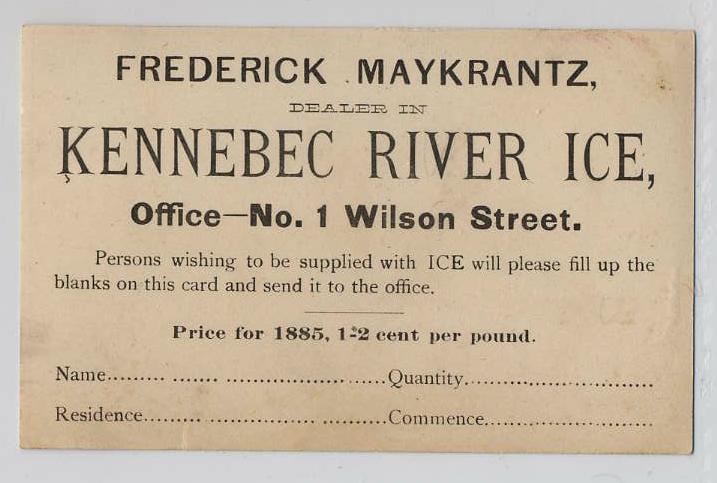 FREDERICK MAYKRANTZ,
DEALER IN
KENNEBEC RIVER ICE,
Office—No. 1 Wilson Street.
Persons wishing to be supplied with ICE will please fill up the
blanks on this card and send it to the office.
Price for 1885, 1-2 cent per pound.
Name......... ....... .........................Quantity.............................
Residence......... ..................... ..........Commence..........................